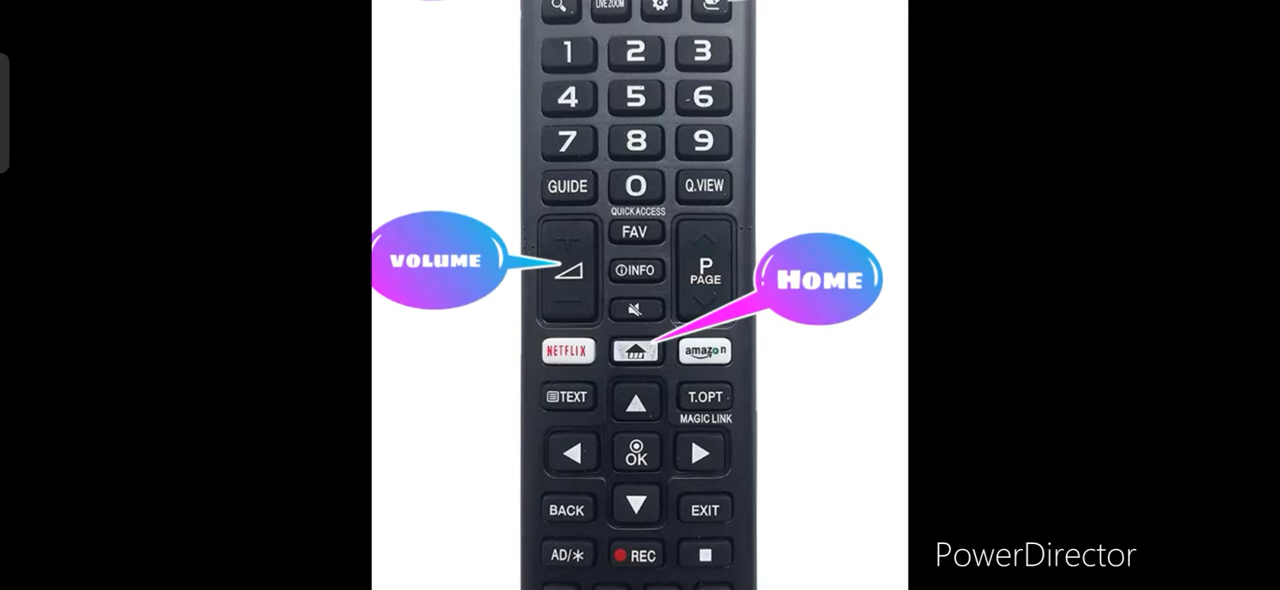 LIVE ZOOM
1 2 3
4 5 6
7 8 9
GUIDE 0 Q.VIEW
QUICK ACCESS
FAV
VOLUME
INFO
P
PAGE
HOME
NETFLIX amazon
TEXT T.OPT
MAGIC LINK
OK
BACK EXIT
AD/* REC
PowerDirector